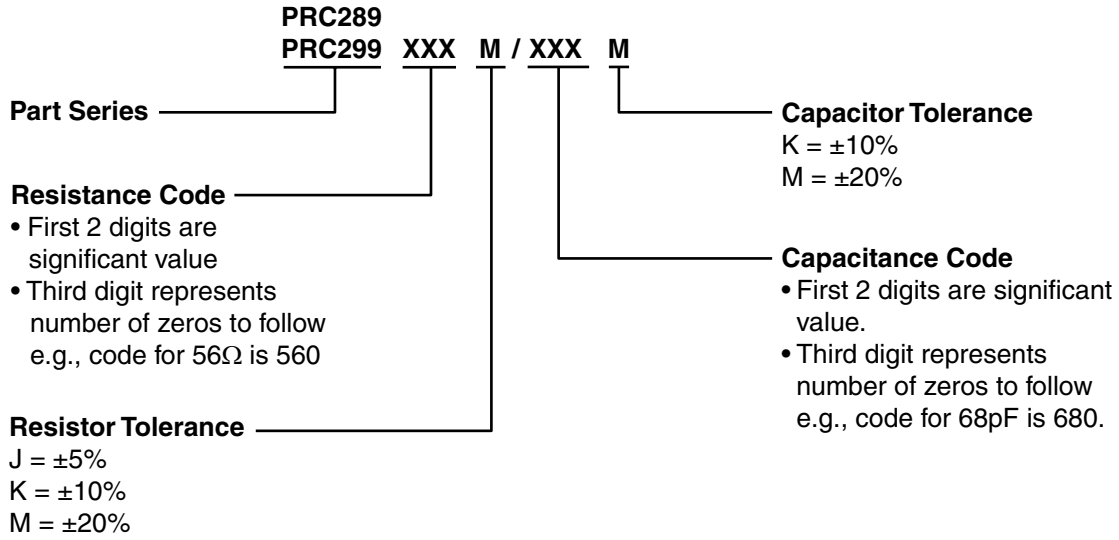 PRC289
PRC299 XXX M / XXX M
Part Series
Resistance Code
• First 2 digits are
significant value
• Third digit represents
number of zeros to follow
e.g., code for 56Ω is 560
Resistor Tolerance
J = ±5%
K = ±10%
M = ±20%
Capacitor Tolerance
K = ±10%
M = ±20%
Capacitance Code
• First 2 digits are significant
value.
• Third digit represents
number of zeros to follow
e.g., code for 68pF is 680.